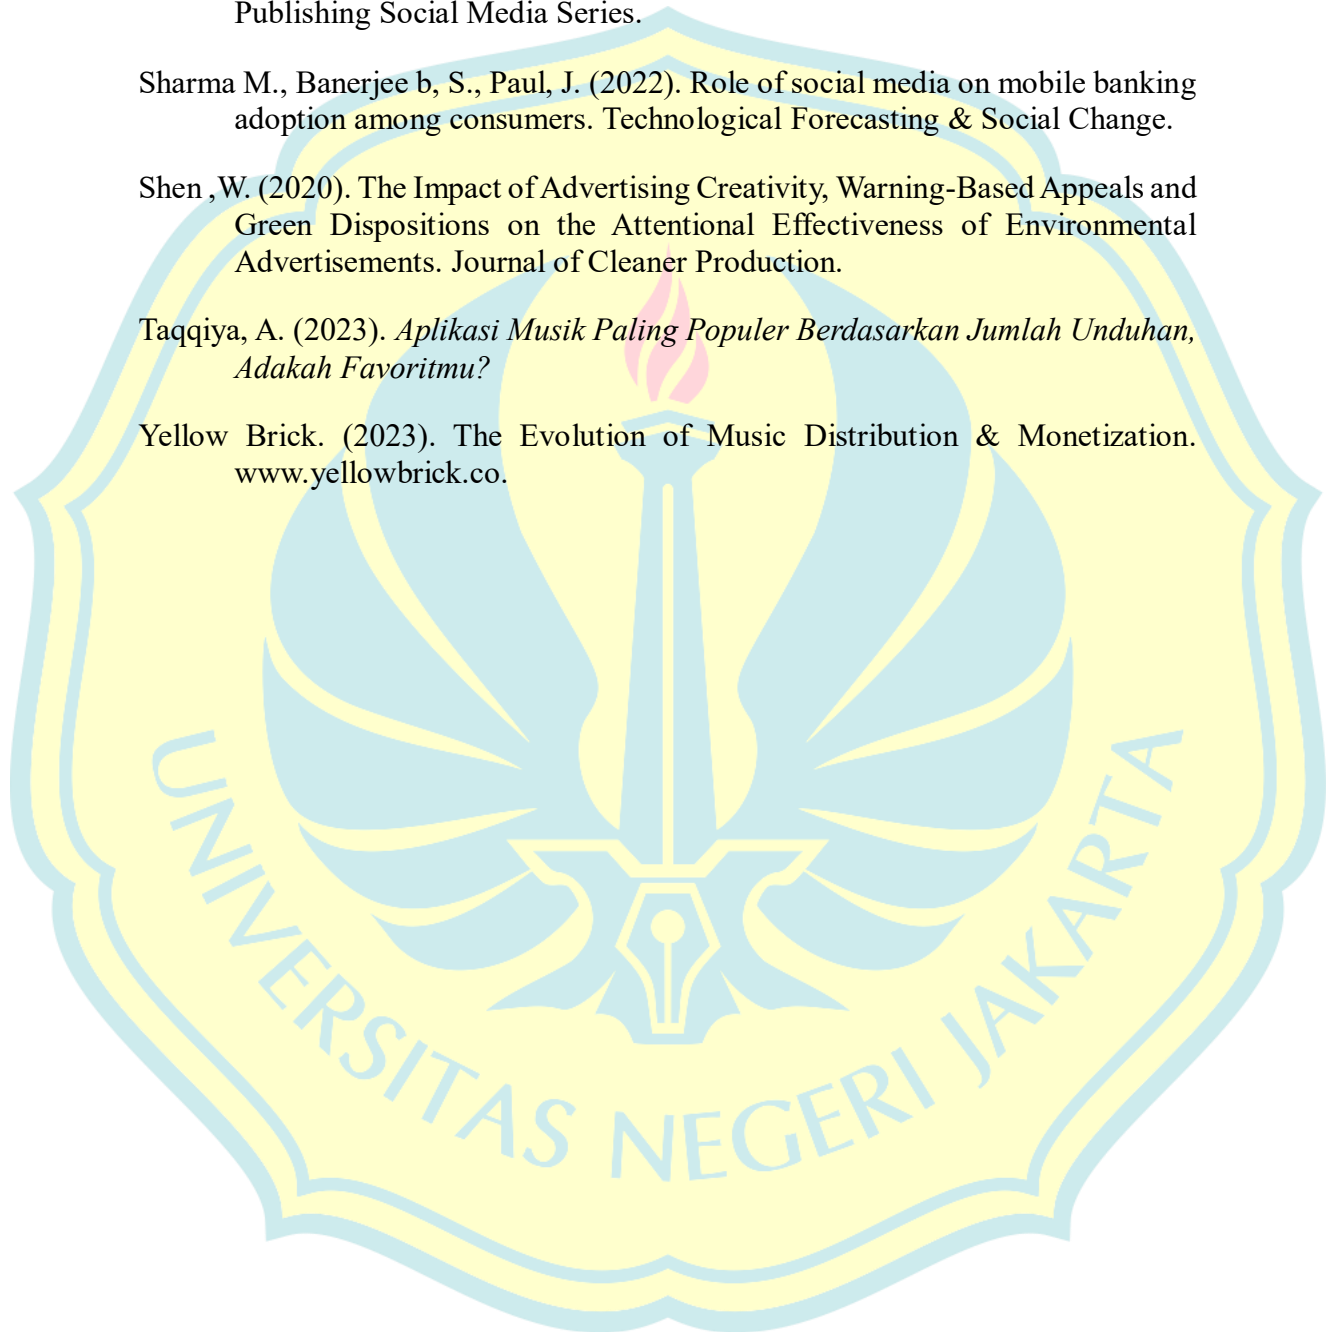 Publishing Social Media Series.
Sharma M., Banerjee b, S., Paul, J. (2022). Role of social media on mobile banking
adoption among consumers. Technological Forecasting & Social Change.
Shen ,W. (2020). The Impact of Advertising Creativity, Warning-Based Appeals and
Green Dispositions on the Attentional Effectiveness of Environmental
Advertisements. Journal of Cleaner Production.
Taqqiya, A. (2023). Aplikasi Musik Paling Populer Berdasarkan Jumlah Unduhan,
Adakah Favoritmu?
Yellow Brick. (2023). The Evolution of Music Distribution & Monetization.
www.yellowbrick.co.
UNIVERSITAS NEGERI JAKARTA